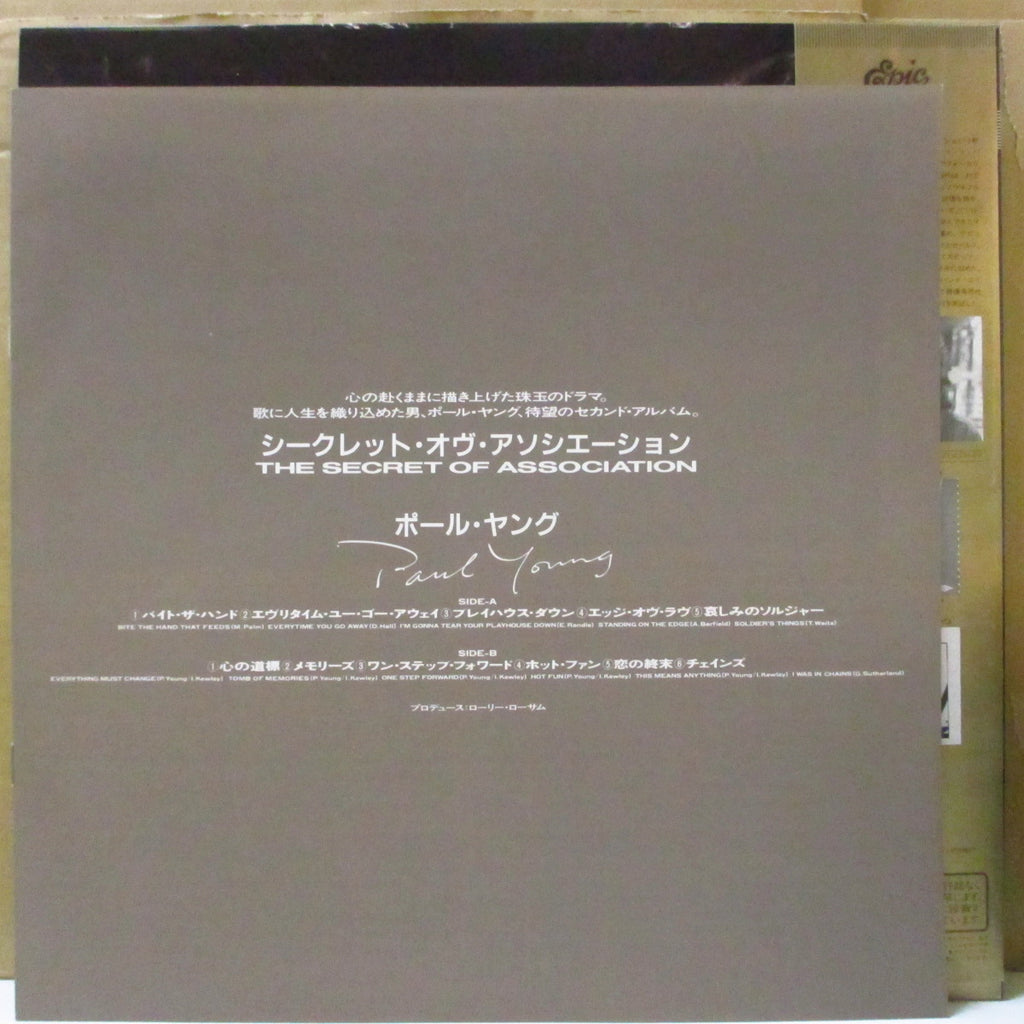 Epic
心の赴くままに描き上げた珠玉のドラマ。
歌に人生を織り込めた男、ポール・ヤング、待望のセカンド・アルバム。
シークレット・オヴ・アソシエーション
THE SECRET OF ASSOCIATION
ポール・ヤング
Paul Young
SIDE-A
①バイト・ザ・ハンド②エヴリタイム・ユー・ゴー・アウェイ③プレイハウス・ダウン④エッジ・オヴ・ラヴ⑤哀しみのソルジャー
BITE THE HAND THAT FEEDS(M.Paim) EVERYTIME YOU GO AWAY(D.Hall) I'M GONNA TEAR YOUR PLAYHOUSE DOWN(E.Randle) STANDING ON THE EDGE(A.Barfield) SOLDIER'S THINGS(T.Waits)
SIDE-B
①心の道標②メモリーズ③ワン・ステップ・フォワード④ホット・ファン⑤恋の終末⑥チェインズ
EVERYTHING MUST CHANGE(P.Young/I.Kewley) TOMB OF MEMORIES(P.Young/I.Kewley) ONE STEP FORWARD(P.Young/I.Kewley) HOT FUN(P.Young/I.Kewley) THIS MEANS ANYTHING(P.Young/I.Kewley) I WAS IN CHAINS(G.Sutherland)
プロデュース:ローリー・ローサム